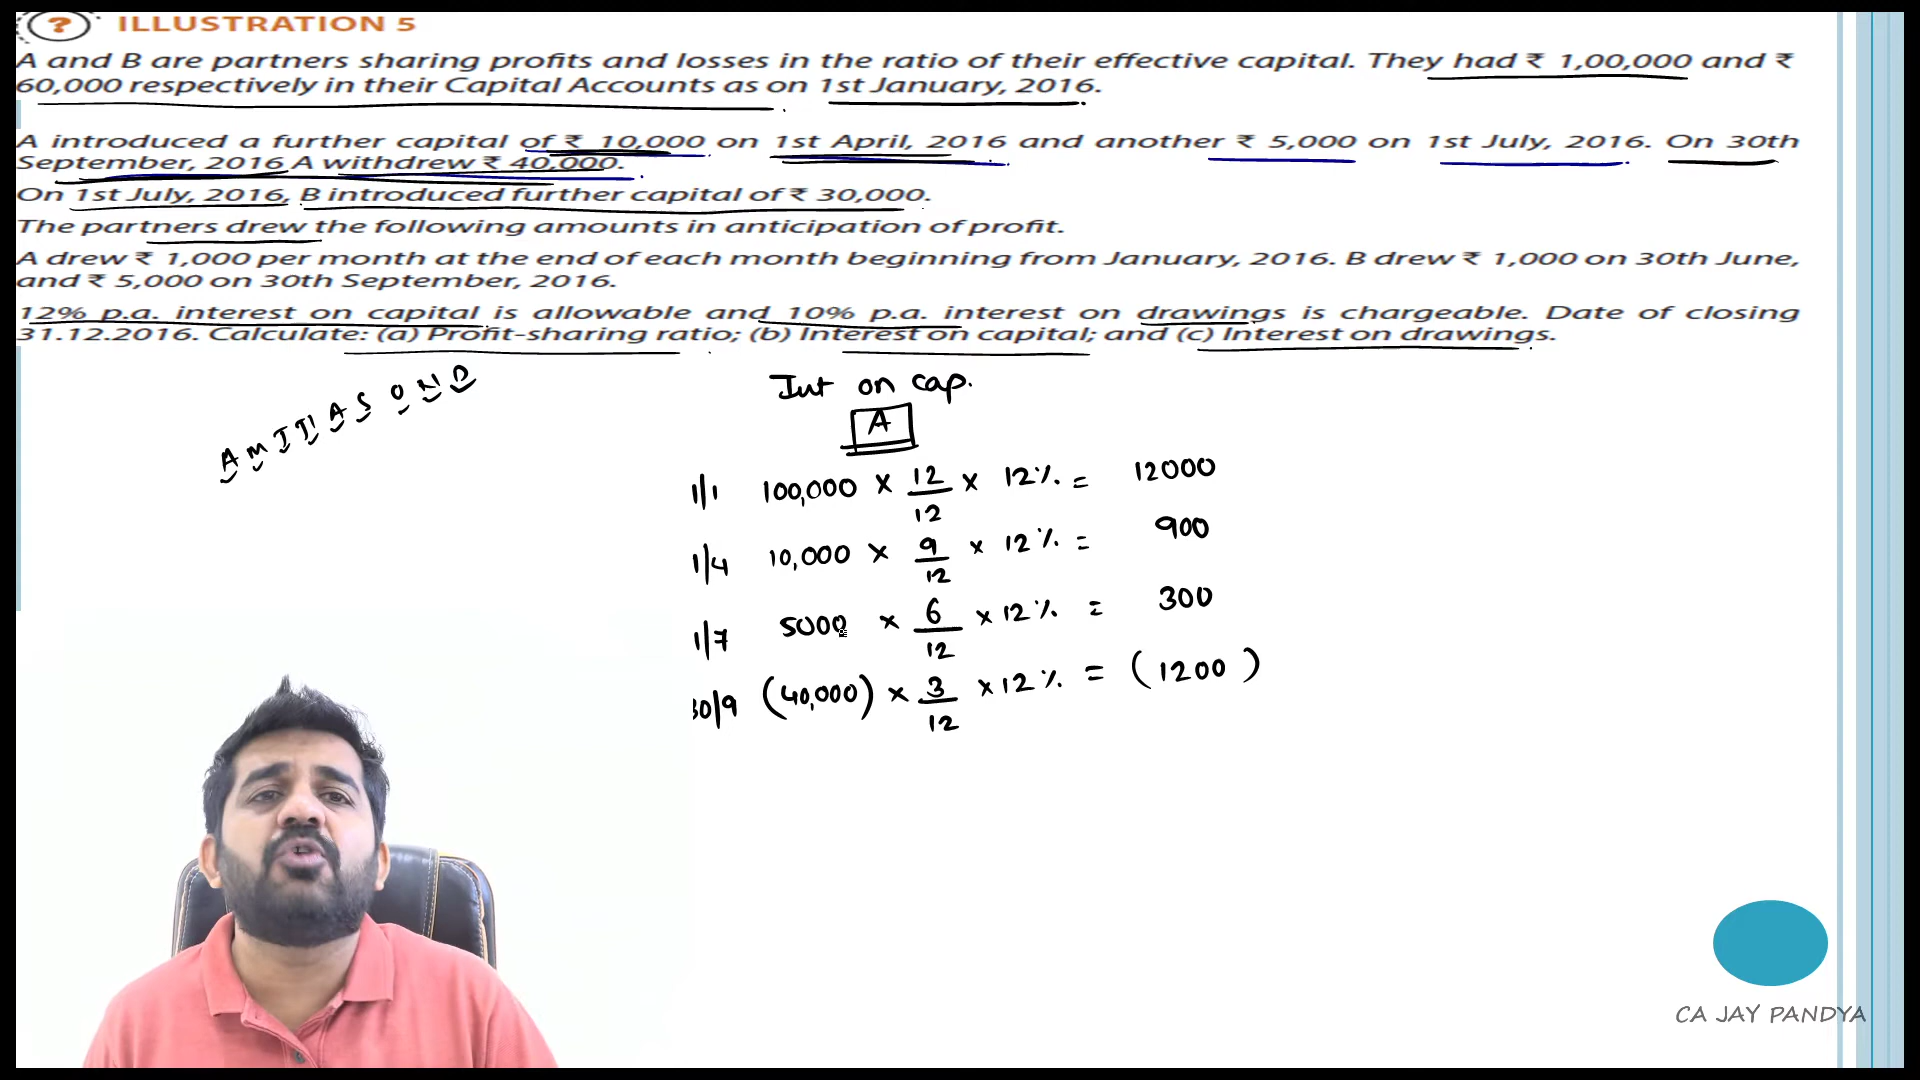 ?
ILLUSTRATION 5
A and B are partners sharing profits and losses in the ratio of their effective capital. They had ₹ 1,00,000 and ₹
60,000 respectively in their Capital Accounts as on 1st January, 2016.
A introduced a further capital of ₹ 10,000 on 1st April, 2016 and another ₹ 5,000 on 1st July, 2016. On 30th
September, 2016 A withdrew ₹ 40,000.
On 1st July, 2016, B introduced further capital of ₹ 30,000.
The partners drew the following amounts in anticipation of profit.
A drew ₹ 1,000 per month at the end of each month beginning from January, 2016. B drew ₹ 1,000 on 30th June,
and ₹ 5,000 on 30th September, 2016.
12% p.a. interest on capital is allowable and 10% p.a. interest on drawings is chargeable. Date of closing
31.12.2016. Calculate: (a) Profit-sharing ratio; (b) Interest on capital; and (c) Interest on drawings.
A M J Jl A S O N D
Int on cap.
A
1/1 100,000 × 12/12 × 12% = 12000
1/4 10,000 × 9/12 × 12% = 900
1/7 5000 × 6/12 × 12% = 300
30/9 (40,000) × 3/12 × 12% = (1200)
CA JAY PANDYA